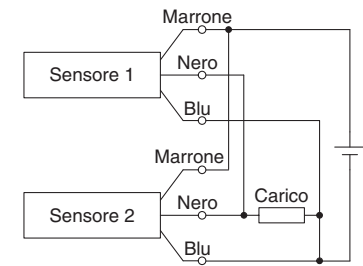 Marrone
Nero
Sensore 1
Blu
Marrone
Nero
Carico
Sensore 2
Blu